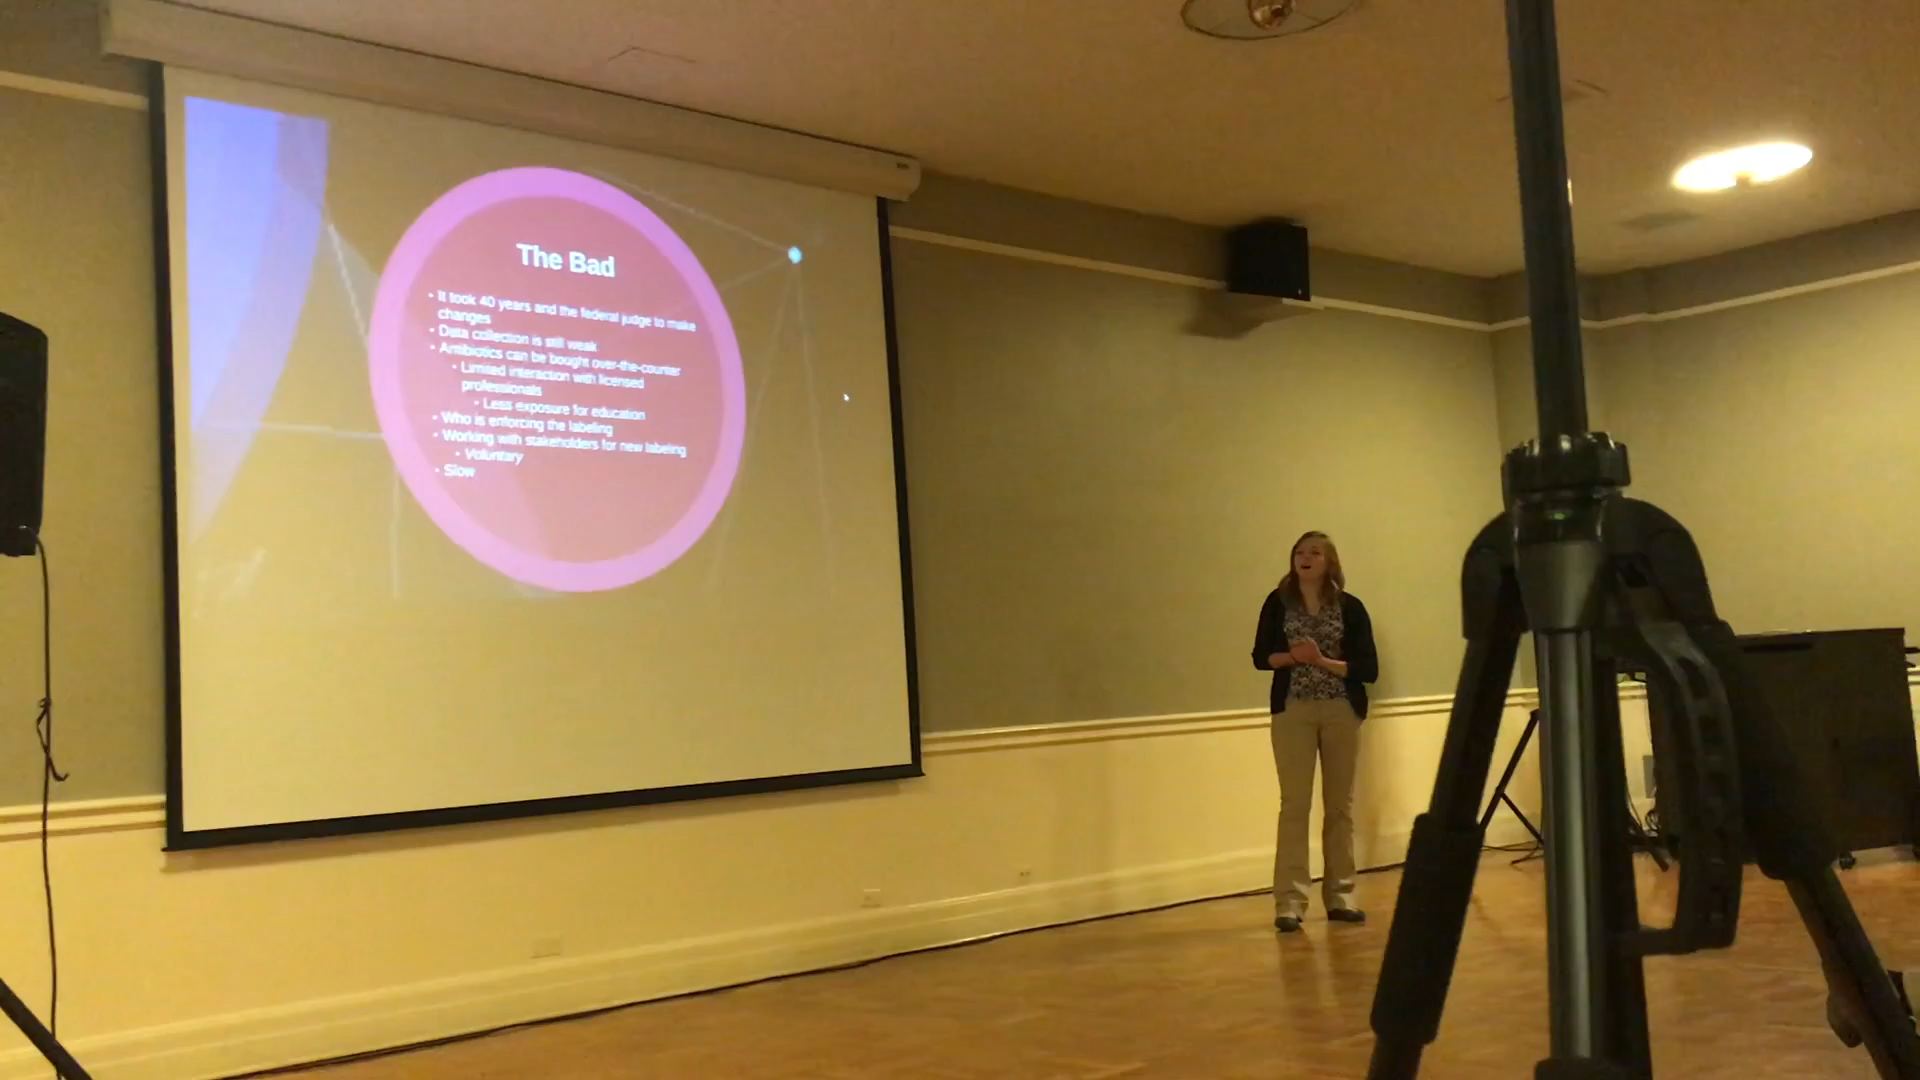 The Bad
• It took 40 years and the federal judge to make
changes
• Data collection is still weak
• Antibiotics can be bought over-the-counter
• Limited interaction with licensed
professionals
• Less exposure for education
• Who is enforcing the labeling
• Working with stakeholders for new labeling
• Voluntary
• Slow